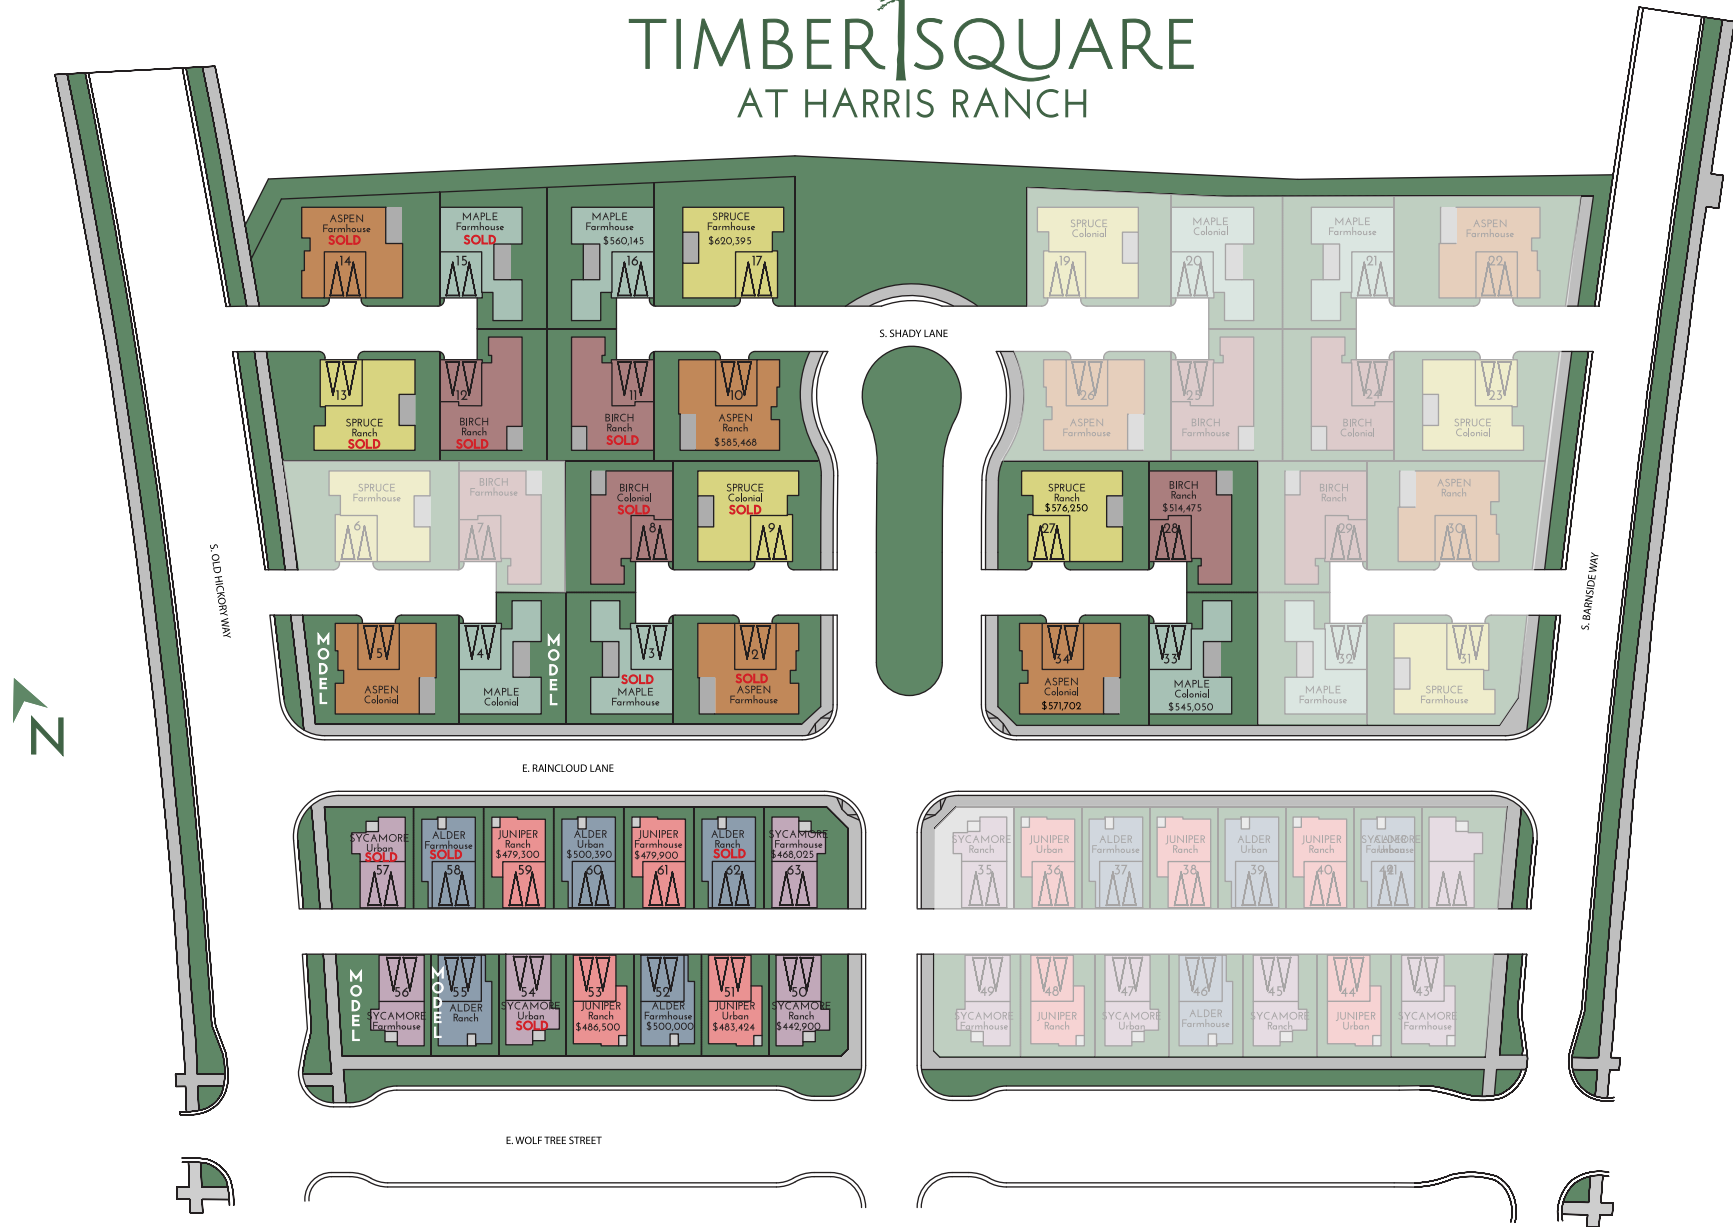 TIMBER SQUARE
AT HARRIS RANCH
ASPEN
Farmhouse
SOLD
14
MAPLE
Farmhouse
SOLD
15
MAPLE
Farmhouse
$560,145
16
SPRUCE
Farmhouse
$620,395
17
SPRUCE
Colonial
19
MAPLE
Colonial
20
MAPLE
Farmhouse
21
ASPEN
Farmhouse
22
S. SHADY LANE
13
SPRUCE
Ranch
SOLD
12
BIRCH
Ranch
SOLD
11
BIRCH
Ranch
SOLD
10
ASPEN
Ranch
$585,468
26
ASPEN
Farmhouse
25
BIRCH
Farmhouse
24
BIRCH
Colonial
23
SPRUCE
Colonial
SPRUCE
Farmhouse
6
BIRCH
Farmhouse
7
BIRCH
Colonial
SOLD
8
SPRUCE
Colonial
SOLD
9
SPRUCE
Ranch
$576,250
27
BIRCH
Ranch
$514,475
28
BIRCH
Ranch
29
ASPEN
Ranch
30
S. OLD HICKORY WAY
S. BARNSIDE WAY
MODEL
5
ASPEN
Colonial
4
MAPLE
Colonial
MODEL
3
SOLD
MAPLE
Farmhouse
2
SOLD
ASPEN
Farmhouse
34
ASPEN
Colonial
$571,702
33
MAPLE
Colonial
$545,050
32
MAPLE
Farmhouse
31
SPRUCE
Farmhouse
N
E. RAINCLOUD LANE
SYCAMORE
Urban
SOLD
57
ALDER
Farmhouse
SOLD
58
JUNIPER
Ranch
$479,300
59
ALDER
Urban
$500,390
60
JUNIPER
Farmhouse
$479,900
61
ALDER
Ranch
SOLD
62
SYCAMORE
Farmhouse
$468,025
63
SYCAMORE
Ranch
35
JUNIPER
Urban
36
ALDER
Farmhouse
37
JUNIPER
Ranch
38
ALDER
Urban
39
JUNIPER
Ranch
40
MODEL
56
SYCAMORE
Farmhouse
MODEL
55
ALDER
Ranch
54
SYCAMORE
Urban
SOLD
53
JUNIPER
Ranch
$486,500
52
ALDER
Farmhouse
$500,000
51
JUNIPER
Urban
$483,424
50
SYCAMORE
Ranch
$442,900
49
SYCAMORE
Farmhouse
48
JUNIPER
Ranch
47
SYCAMORE
Urban
46
ALDER
Farmhouse
45
SYCAMORE
Ranch
44
JUNIPER
Urban
43
SYCAMORE
Farmhouse
E. WOLF TREE STREET